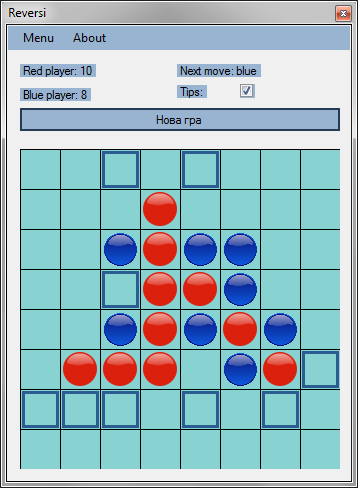 Reversi
Menu About
Red player: 10
Next move: blue
Blue player: 8
Tips:
Нова гра